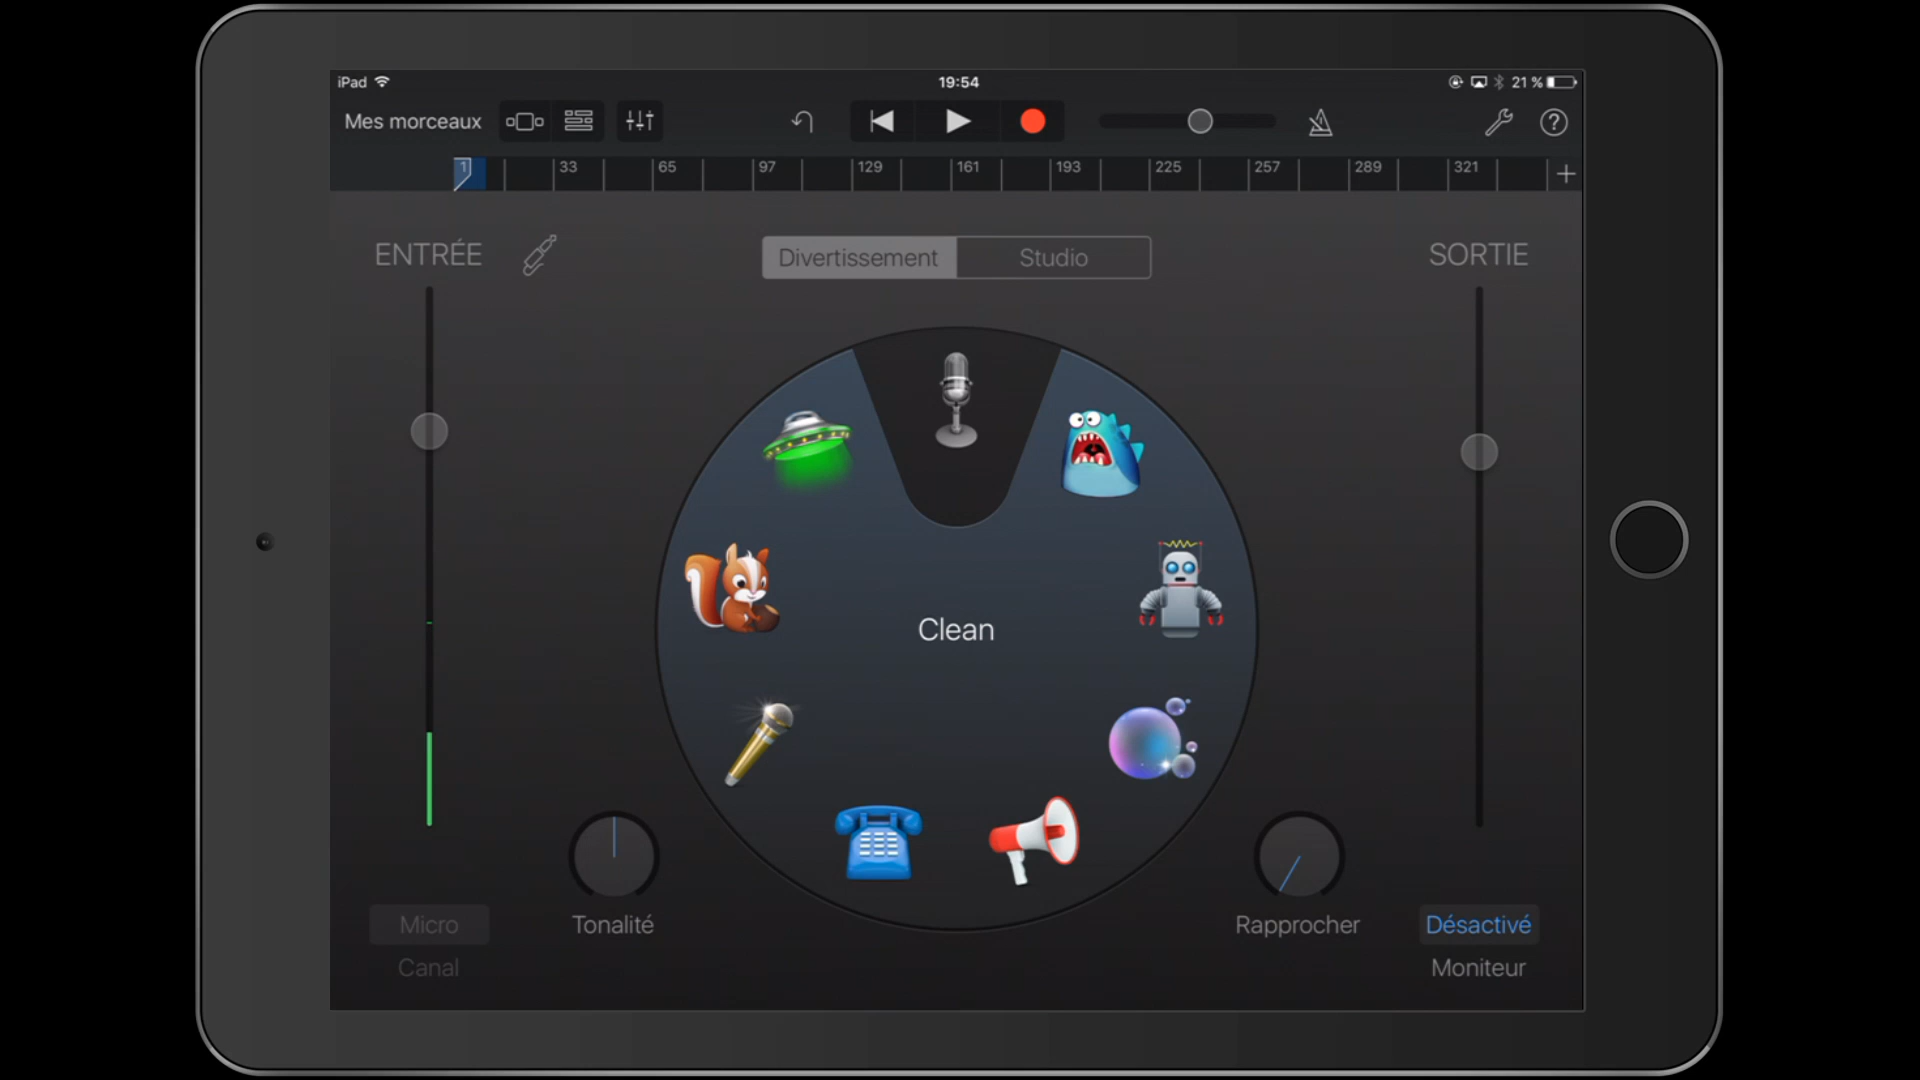 iPad 19:54 21 %
Mes morceaux
1 33 65 97 129 161 193 225 257 289 321
ENTRÉE Divertissement Studio SORTIE
Clean
Micro Tonalité Rapprocher Désactivé
Canal Moniteur